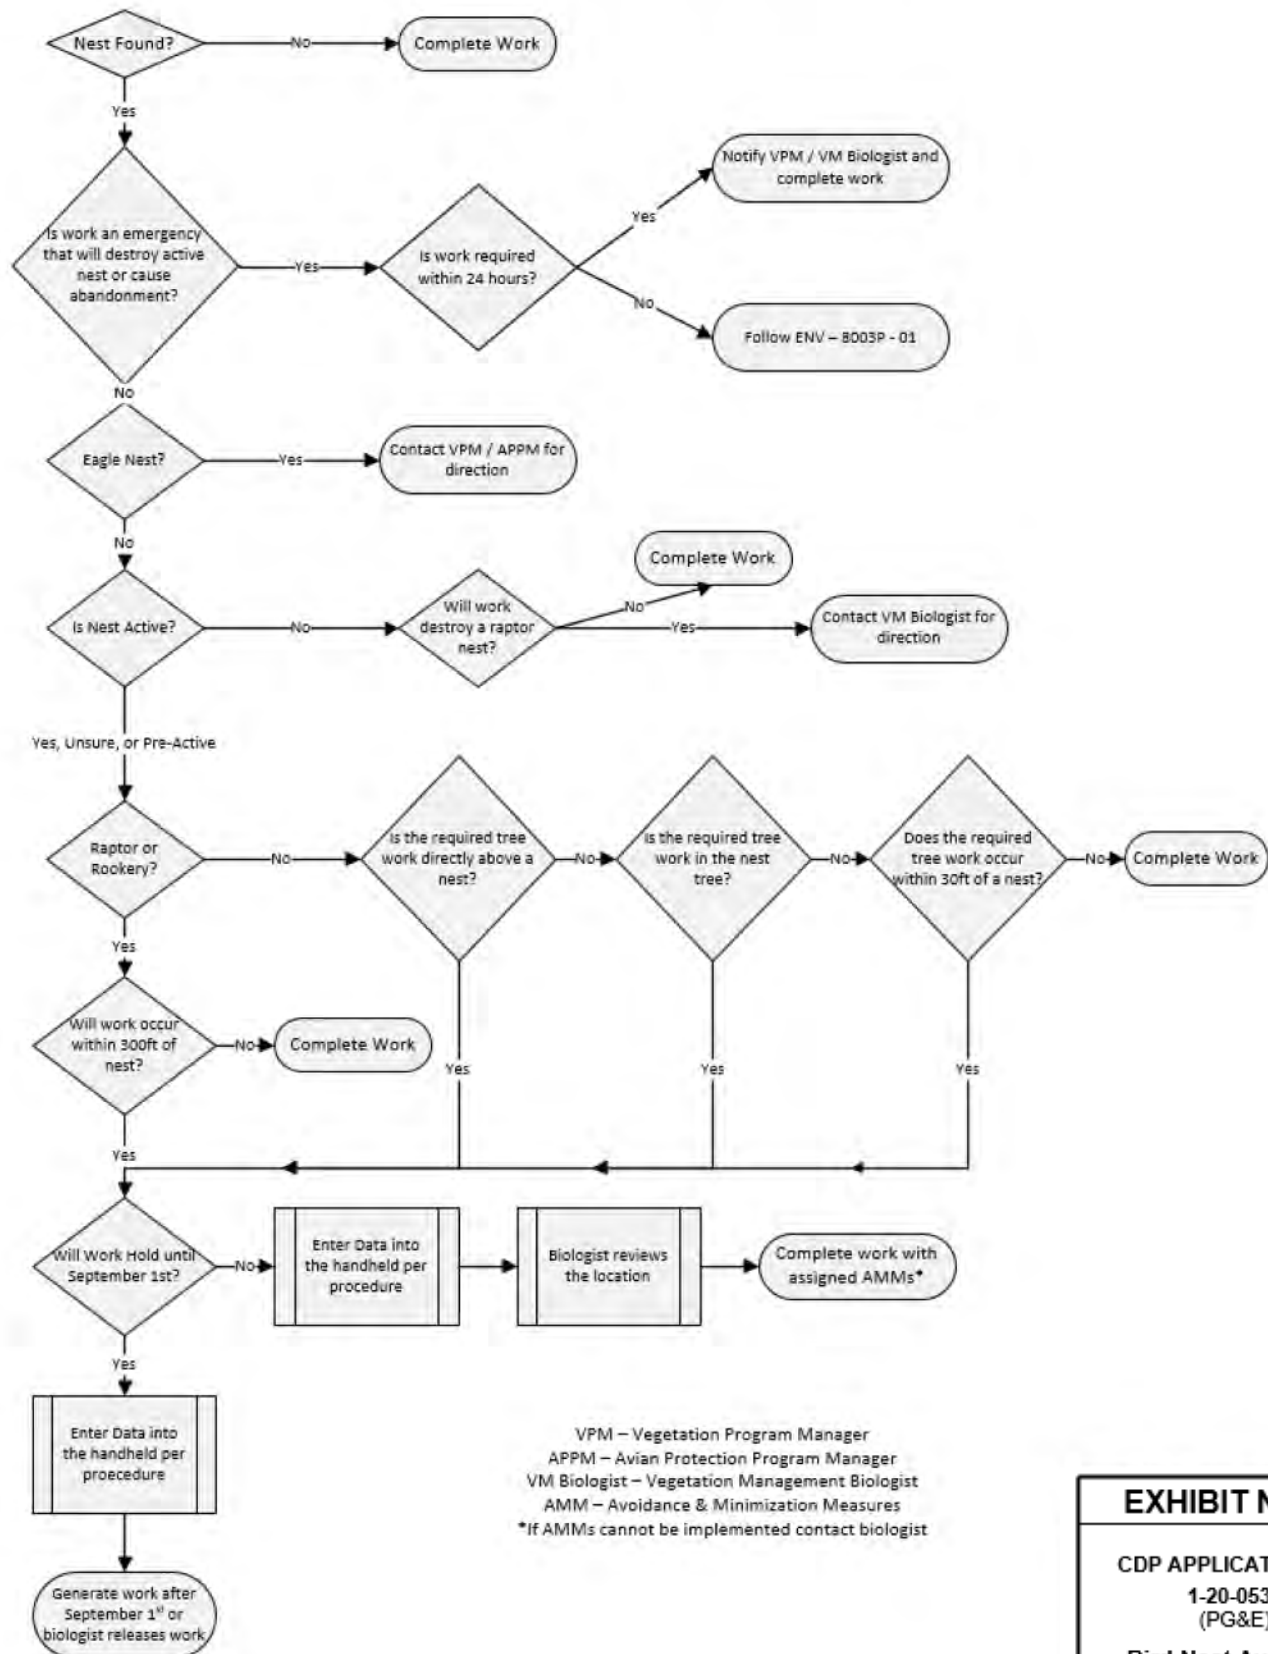 Nest Found?
No
Complete Work
Yes
Is work an emergency
that will destroy active
nest or cause
abandonment?
Yes
Is work required
within 24 hours?
Yes
Notify VPM / VM Biologist and
complete work
No
Follow ENV – 8003P - 01
No
Eagle Nest?
Yes
Contact VPM / APPM for
direction
No
Is Nest Active?
No
Will work
destroy a raptor
nest?
No
Complete Work
Yes
Contact VM Biologist for
direction
Yes, Unsure, or Pre-Active
Raptor or
Rookery?
No
Is the required tree
work directly above a
nest?
No
Is the required tree
work in the nest
tree?
No
Does the required
tree work occur
within 30ft of a nest?
No
Complete Work
Yes
Will work occur
within 300ft of
nest?
No
Complete Work
Yes
Yes
Yes
Yes
Will Work Hold until
September 1st?
No
Enter Data into
the handheld per
procedure
Biologist reviews
the location
Complete work with
assigned AMMs*
Yes
Enter Data into
the handheld per
proecedure
Generate work after
September 1st or
biologist releases work
VPM – Vegetation Program Manager
APPM – Avian Protection Program Manager
VM Biologist – Vegetation Management Biologist
AMM – Avoidance & Minimization Measures
*If AMMs cannot be implemented contact biologist
EXHIBIT
CDP
1-20-053
(PG&E)